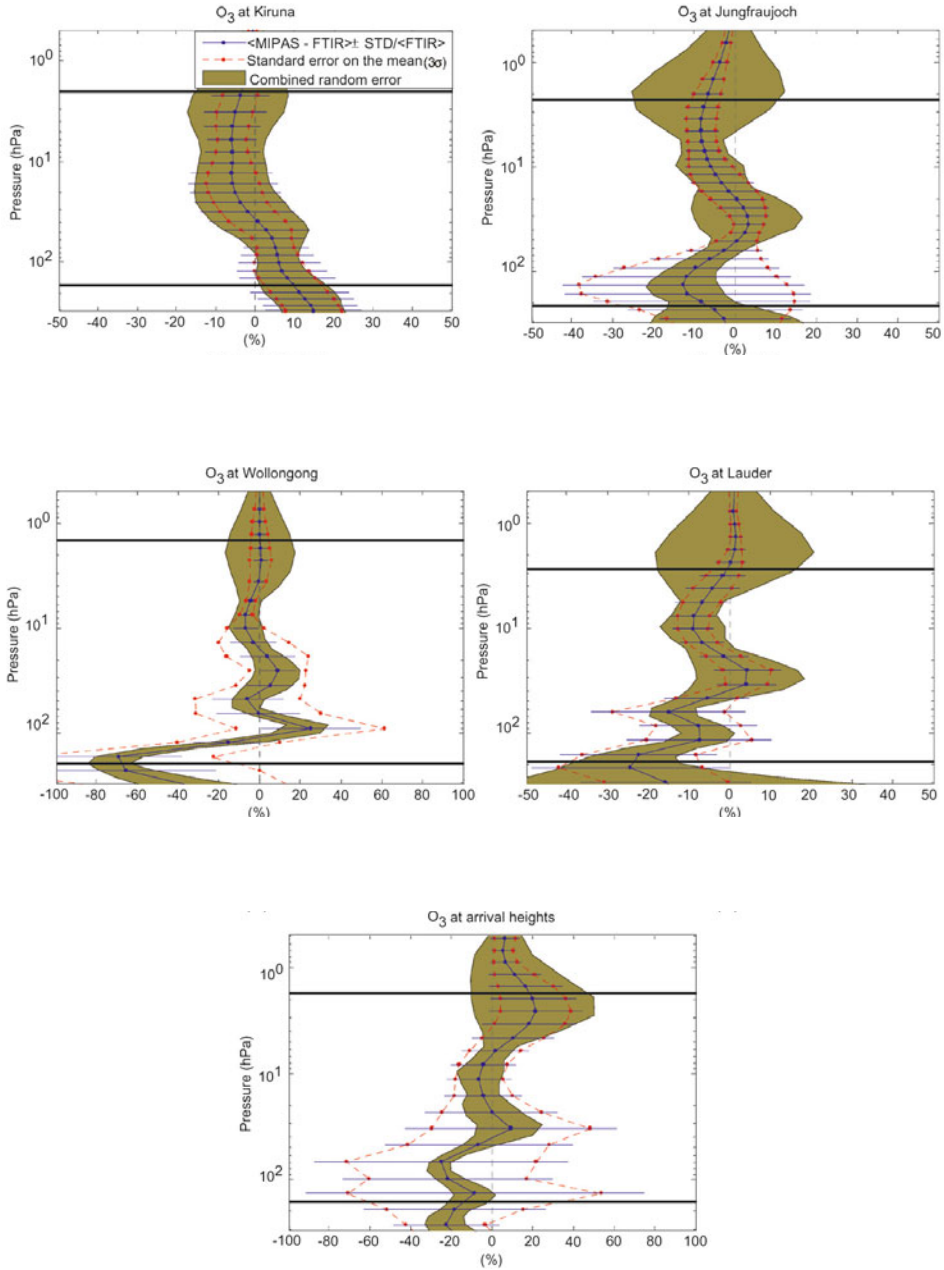 O3 at Kiruna
<MIPAS - FTIR>± STD/<FTIR>
Standard error on the mean(3σ)
Combined random error
Pressure (hPa)
10^0
10^1
10^2
-50 -40 -30 -20 -10 0 10 20 30 40 50
(%)
O3 at Jungfraujoch
Pressure (hPa)
10^0
10^1
10^2
-50 -40 -30 -20 -10 0 10 20 30 40 50
(%)
O3 at Wollongong
Pressure (hPa)
10^0
10^1
10^2
-100 -80 -60 -40 -20 0 20 40 60 80 100
(%)
O3 at Lauder
Pressure (hPa)
10^0
10^1
10^2
-50 -40 -30 -20 -10 0 10 20 30 40 50
(%)
O3 at arrival heights
Pressure (hPa)
10^0
10^1
10^2
-100 -80 -60 -40 -20 0 20 40 60 80 100
(%)